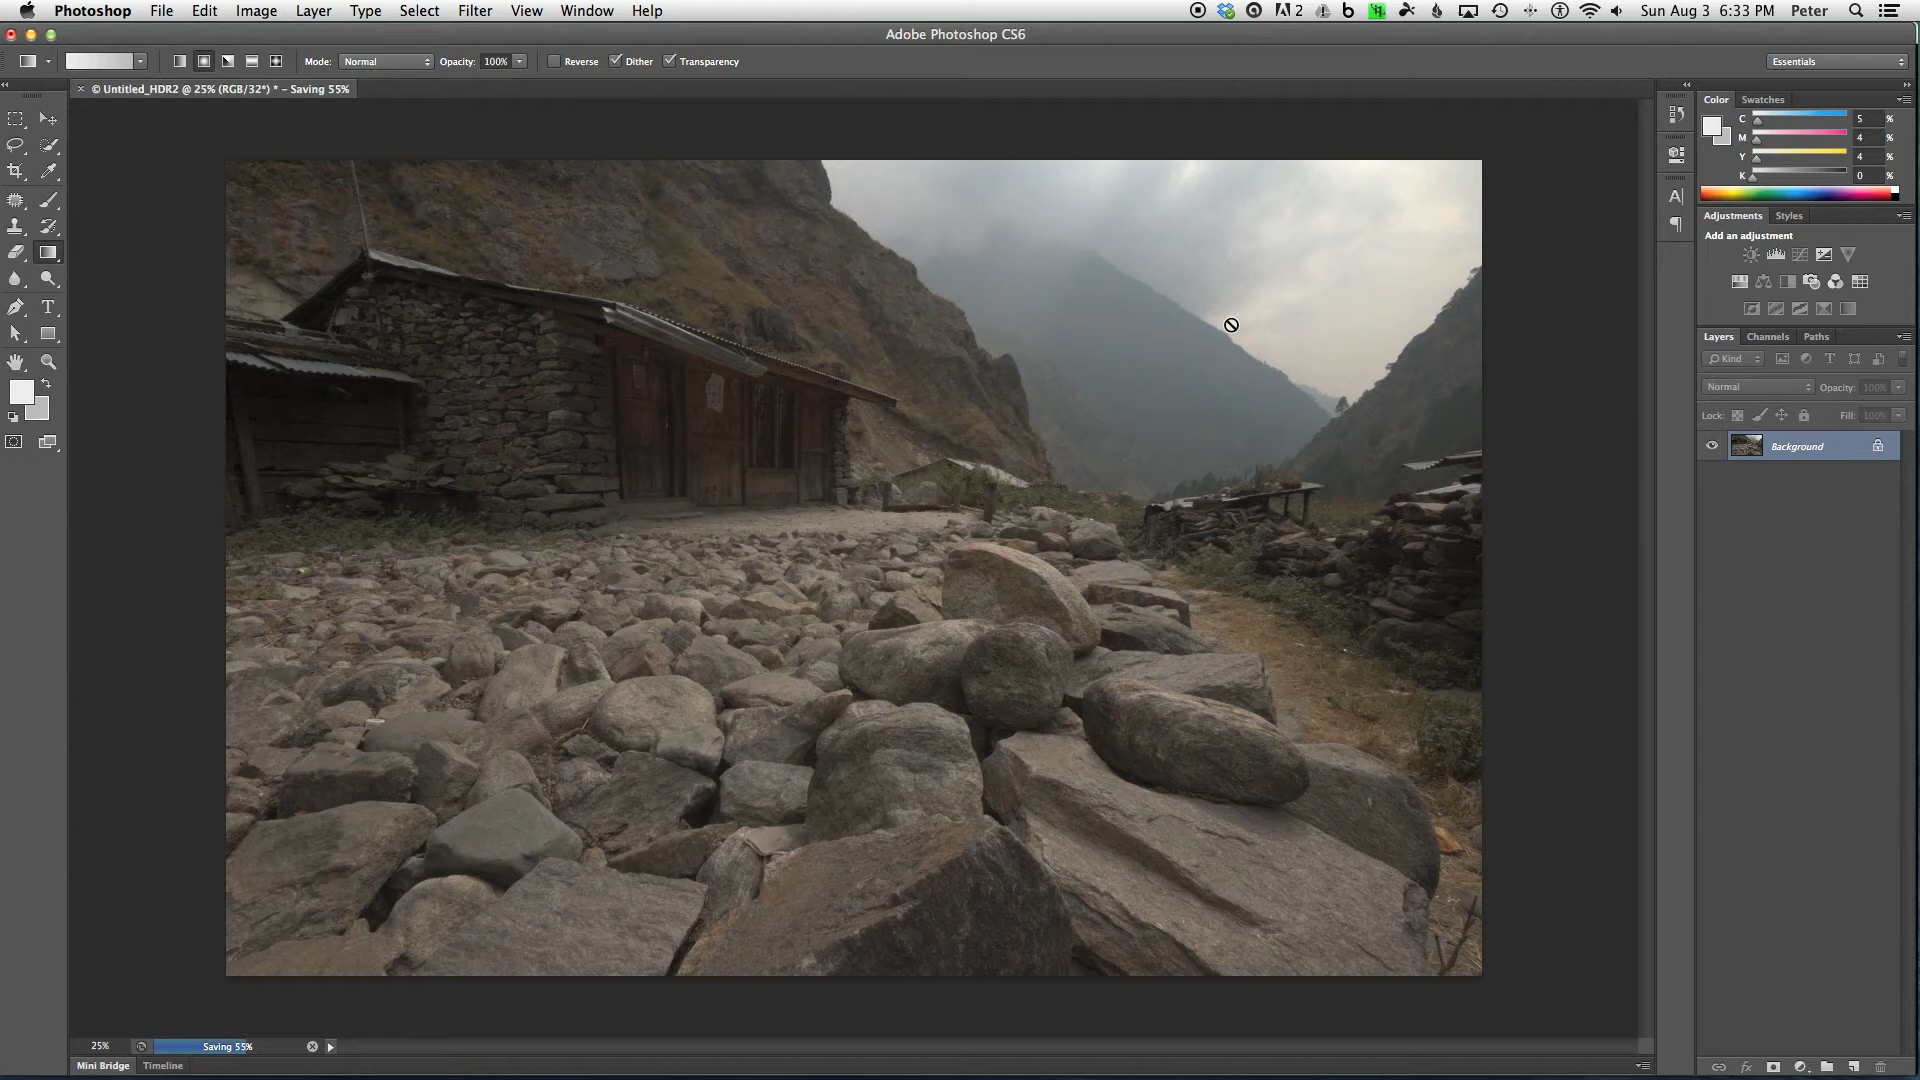 Photoshop File Edit Image Layer Type Select Filter View Window Help 2 Sun Aug 3 6:33 PM Peter
Adobe Photoshop CS6
Mode: Normal Opacity: 100% Reverse Dither Transparency Essentials
× © Untitled_HDR2 @ 25% (RGB/32*) * – Saving 55%
Color Swatches
C 5 %
M 4 %
Y 4 %
K 0 %
Adjustments Styles
Add an adjustment
Layers Channels Paths
Kind
Normal Opacity: 100%
Lock: Fill: 100%
Background
25% Saving 55%
Mini Bridge Timeline